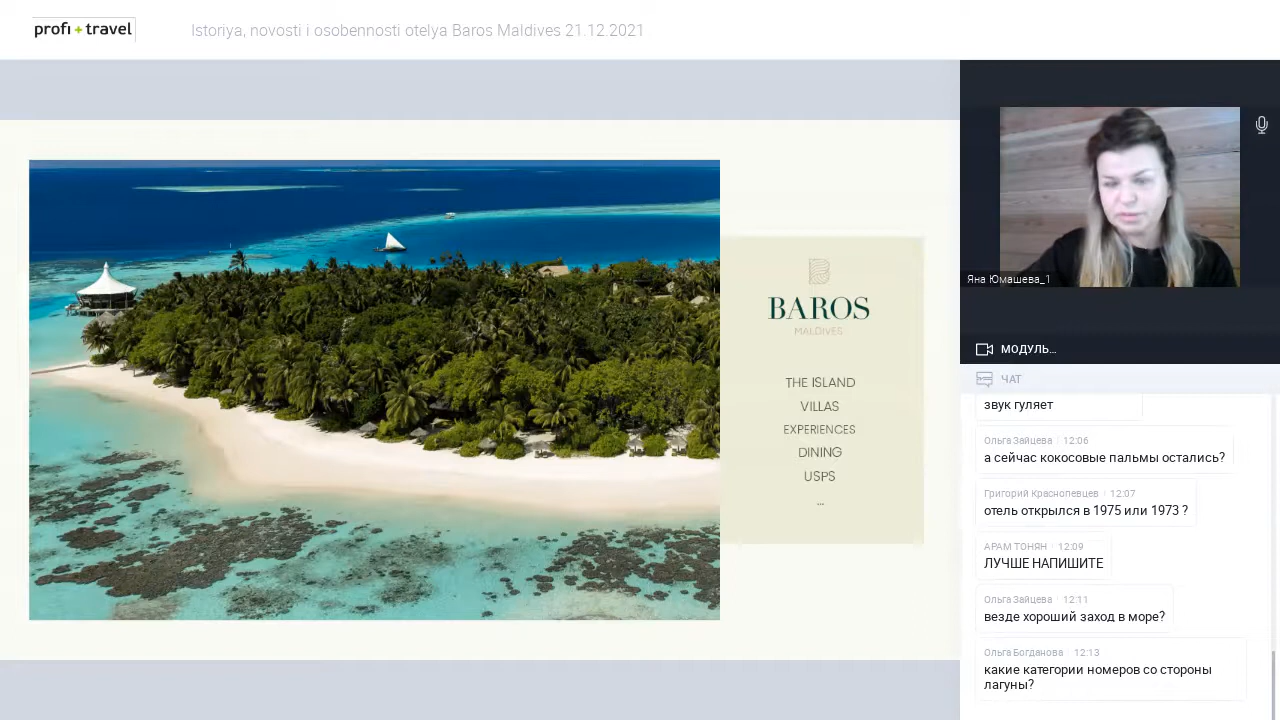 profi + travel
Istoriya, novosti i osobennosti otelya Baros Maldives 21.12.2021
BAROS
MALDIVES
THE ISLAND
VILLAS
EXPERIENCES
DINING
USPS
...
Яна Юмашева_1
МОДУЛЬ...
ЧАТ
звук гуляет
Ольга Зайцева 12:06
а сейчас кокосовые пальмы остались?
Григорий Краснопевцев 12:07
отель открылся в 1975 или 1973 ?
АРАМ ТОНЯН 12:09
ЛУЧШЕ НАПИШИТЕ
Ольга Зайцева 12:11
везде хороший заход в море?
Ольга Богданова 12:13
какие категории номеров со стороны
лагуны?